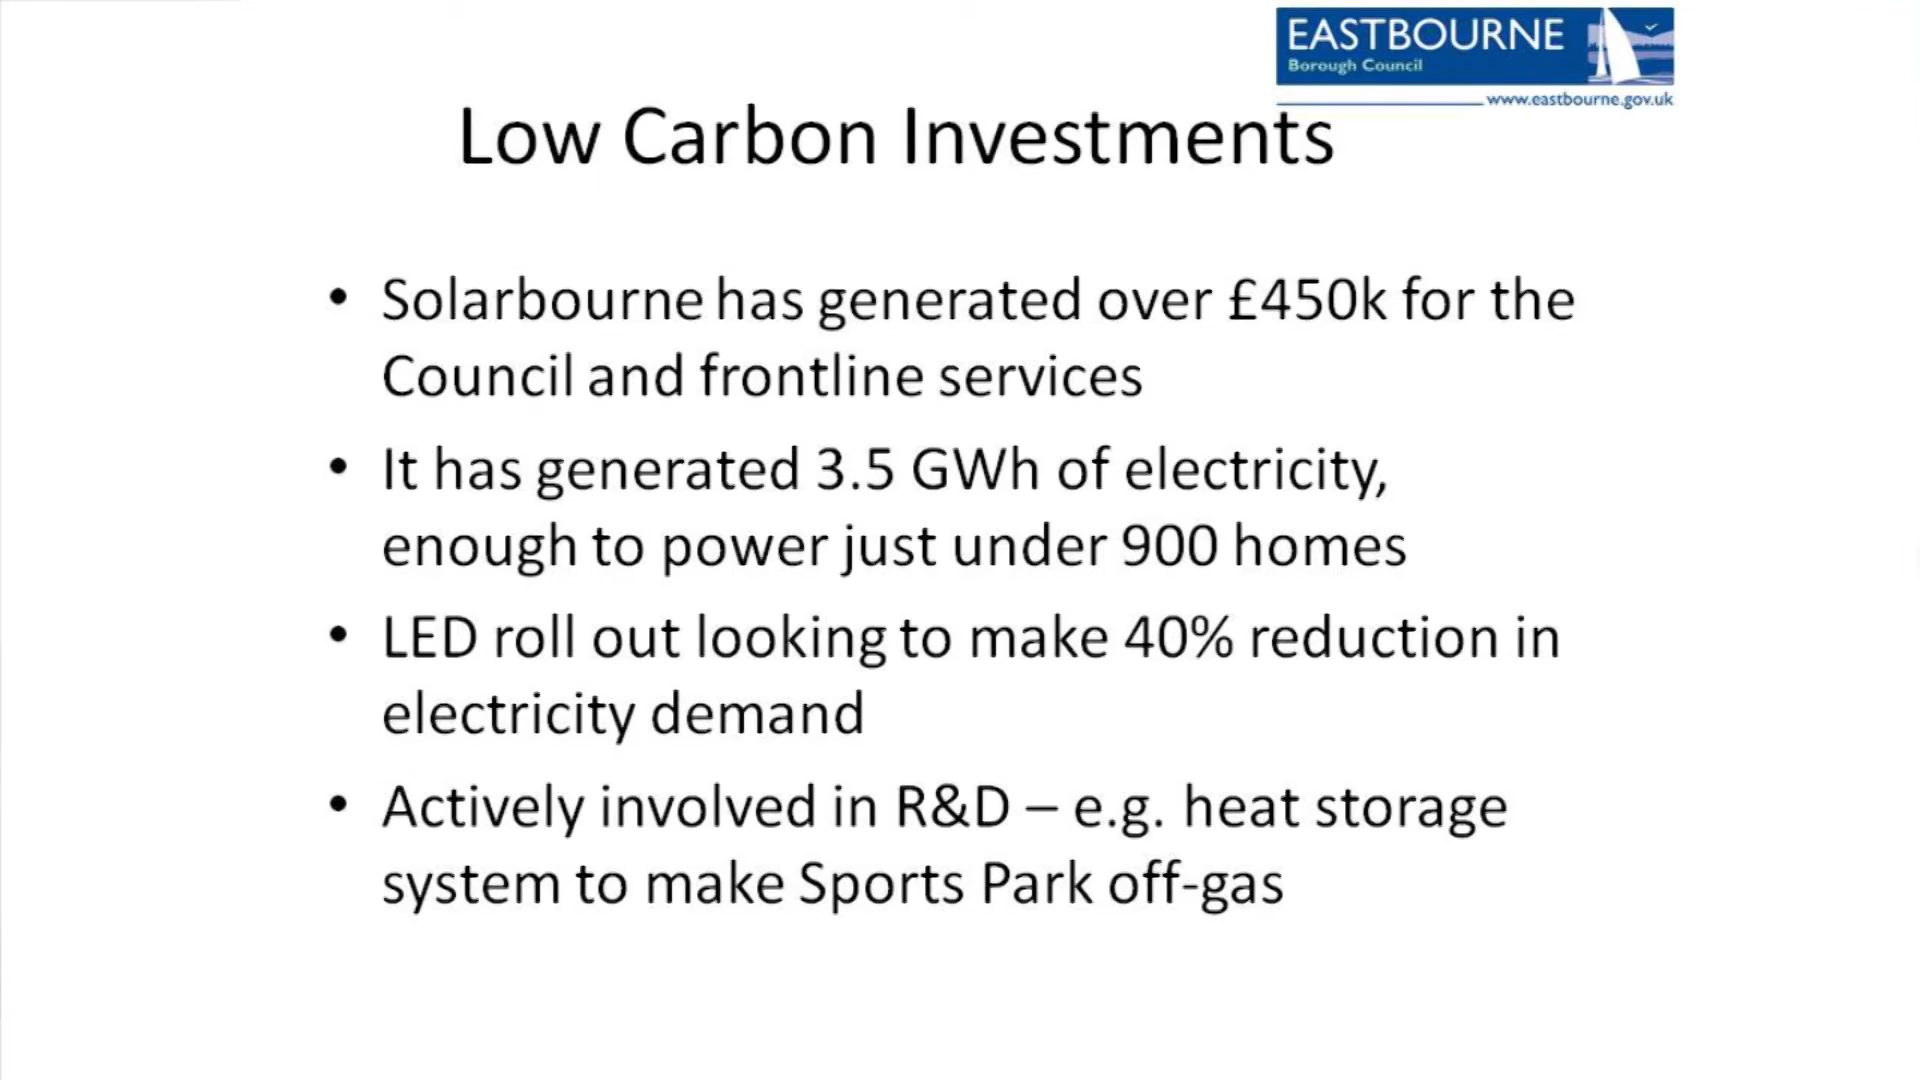 EASTBOURNE
Borough Council
www.eastbourne.gov.uk
Low Carbon Investments
• Solarbourne has generated over £450k for the
Council and frontline services
• It has generated 3.5 GWh of electricity,
enough to power just under 900 homes
• LED roll out looking to make 40% reduction in
electricity demand
• Actively involved in R&D – e.g. heat storage
system to make Sports Park off-gas